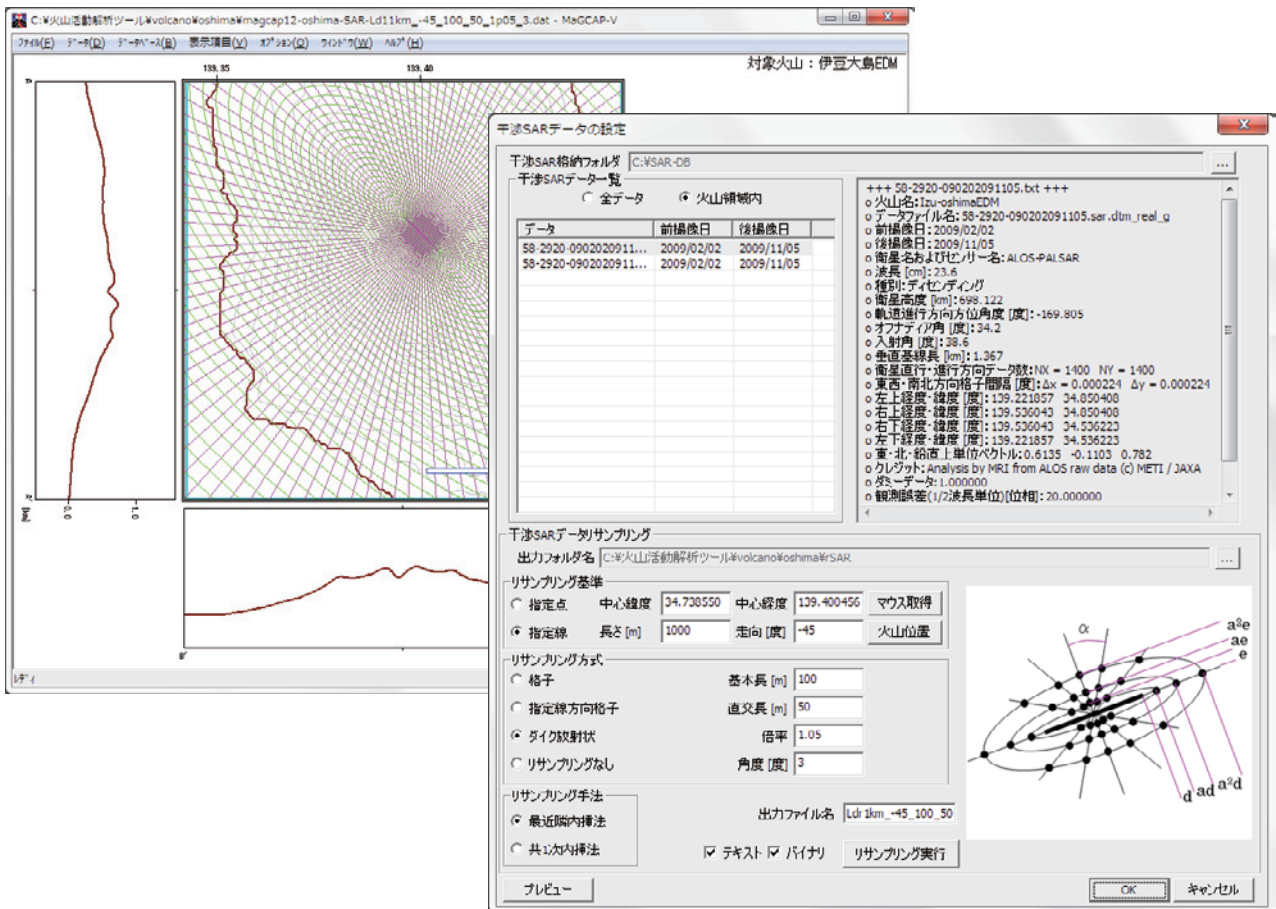 C:¥火山活動解析ツール¥volcano¥oshima¥magcap12-oshima-SAR-Ld11km_-45_100_50_1p05_3.dat - MaGCAP-V
ファイル(F) データ(D) データベース(B) 表示項目(V) オプション(O) ウィンドウ(W) ヘルプ(H)
対象火山：伊豆大島EDM
139.35 139.40
[km] 0.0 1.0
レディ
干渉SARデータの設定
干渉SAR格納フォルダ C:¥SAR-DB ...
干渉SARデータ一覧
全データ 火山領域内
データ 前撮像日 後撮像日
58-2920-0902020911... 2009/02/02 2009/11/05
58-2920-0902020911... 2009/02/02 2009/11/05
+++ 58-2920-090202091105.txt +++
o 火山名:Izu-oshimaEDM
o データファイル名:58-2920-090202091105.sar.dtm_real_g
o 前撮像日:2009/02/02
o 後撮像日:2009/11/05
o 衛星名およびセンサー名:ALOS-PALSAR
o 波長 [cm]:23.6
o 種別:ディセンディング
o 衛星高度 [km]:698.122
o 軌道進行方向方位角度 [度]:-169.805
o オフナディア角 [度]:34.2
o 入射角 [度]:38.6
o 垂直基線長 [km]:1.367
o 衛星直行・進行方向データ数:NX = 1400 NY = 1400
o 東西・南北方向格子間隔 [度]:Δx = 0.000224 Δy = 0.000224
o 左上経度・緯度 [度]:139.221857 34.850408
o 右上経度・緯度 [度]:139.536043 34.850408
o 右下経度・緯度 [度]:139.536043 34.536223
o 左下経度・緯度 [度]:139.221857 34.536223
o 東・北・鉛直上単位ベクトル:0.6135 -0.1103 0.782
o クレジット:Analysis by MRI from ALOS raw data (c) METI / JAXA
o ダミーデータ:1.000000
o 観測誤差(1/2波長単位)[位相]:20.000000
干渉SARデータリサンプリング
出力フォルダ名 C:¥火山活動解析ツール¥volcano¥oshima¥rSAR ...
リサンプリング基準
指定点 中心緯度 34.738550 中心経度 139.400456 マウス取得
指定線 長さ [m] 1000 走向 [度] -45 火山位置
リサンプリング方式
格子 基本長 [m] 100
指定線方向格子 直交長 [m] 50
ダイク放射状 倍率 1.05
リサンプリングなし 角度 [度] 3
α
a²e
ae
e
d ad a²d
リサンプリング手法
最近隣内挿法
共1次内挿法
出力ファイル名 Ldr1km_-45_100_50
テキスト バイナリ リサンプリング実行
プレビュー OK キャンセル